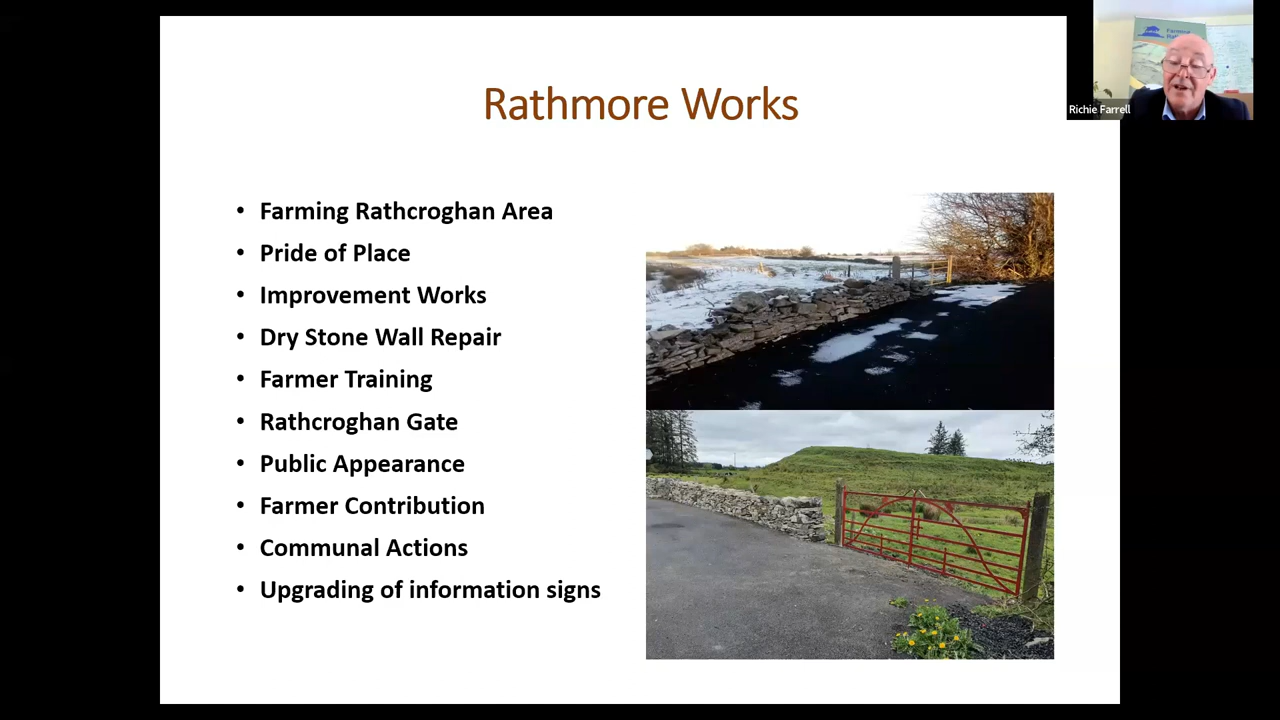 Rathmore Works
Richie Farrell
• Farming Rathcroghan Area
• Pride of Place
• Improvement Works
• Dry Stone Wall Repair
• Farmer Training
• Rathcroghan Gate
• Public Appearance
• Farmer Contribution
• Communal Actions
• Upgrading of information signs